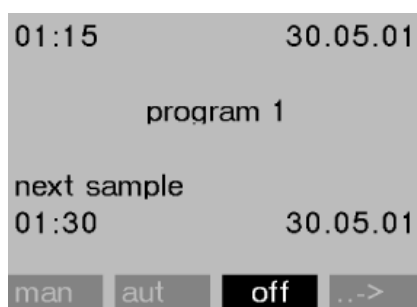 01:15 30.05.01
program 1
next sample
01:30 30.05.01
man aut off ..->